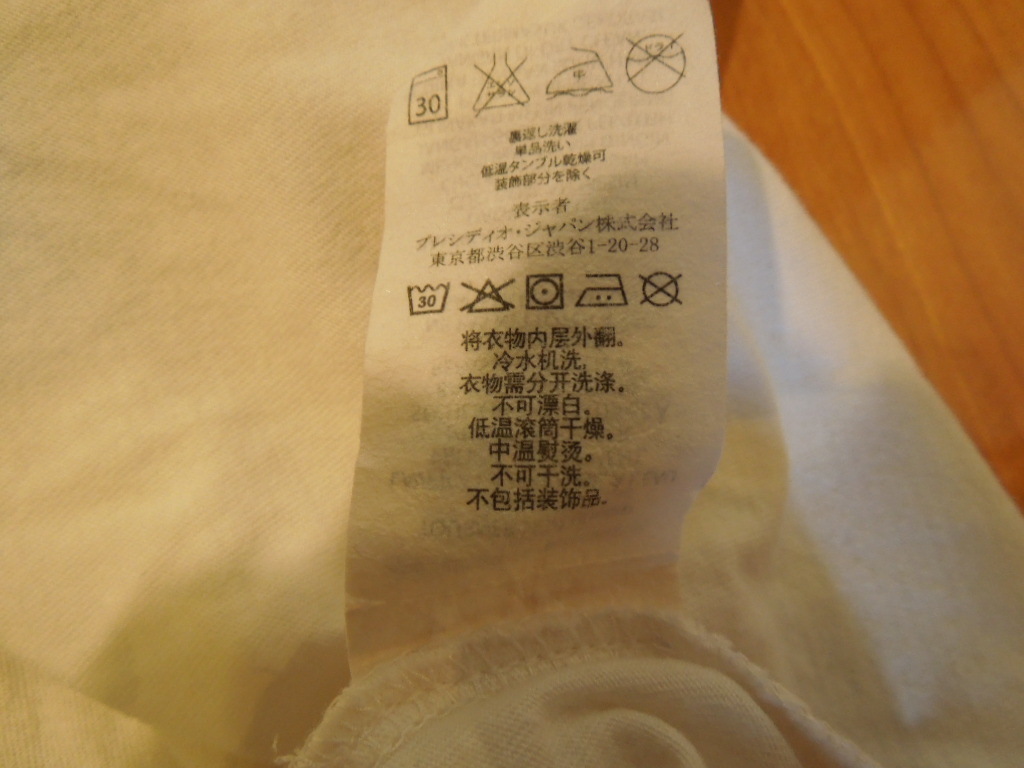 30
中
裏返し洗濯
単品洗い
低温タンブル乾燥可
装飾部分を除く
表示者
プレシディオ・ジャパン株式会社
東京都渋谷区渋谷1-20-28
30
将衣物内层外翻。
冷水机洗。
衣物需分开洗涤。
不可漂白。
低温滚筒干燥。
中温熨烫。
不可干洗。
不包括装饰品。